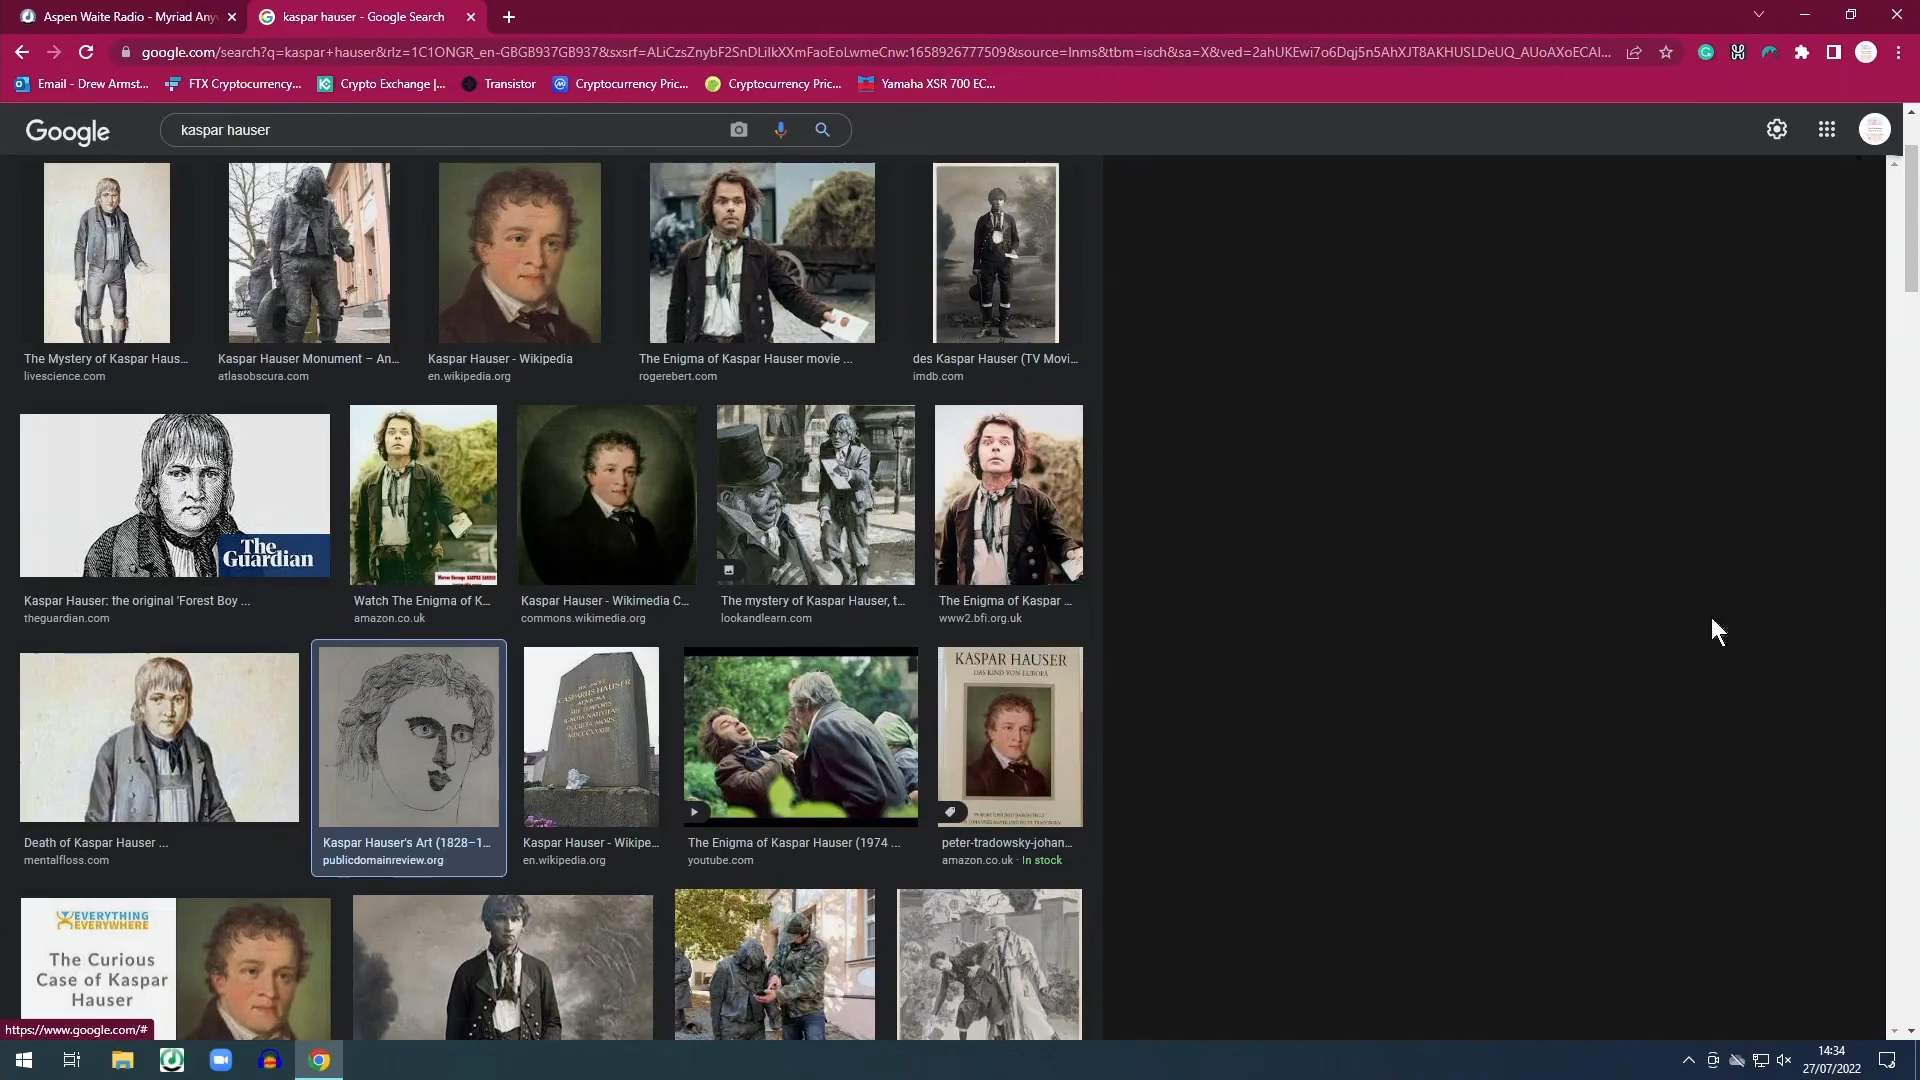 Aspen Waite Radio - Myriad Any
kaspar hauser - Google Search
google.com/search?q=kaspar+hauser&rlz=1C1ONGR_en-GBGB937GB937&sxsrf=ALiCzsZnybF2SnDLilkXXmFaoEoLwmeCnw:1658926777509&source=lnms&tbm=isch&sa=X&ved=2ahUKEwi7o6Dqj5n5AhXJT8AKHUSLDeUQ_AUoAXoECAI...
Email - Drew Armst...
FTX Cryptocurrency...
Crypto Exchange |...
Transistor
Cryptocurrency Pric...
Cryptocurrency Pric...
Yamaha XSR 700 EC...
Google
kaspar hauser
The Mystery of Kaspar Haus...
livescience.com
Kaspar Hauser Monument – An...
atlasobscura.com
Kaspar Hauser - Wikipedia
en.wikipedia.org
The Enigma of Kaspar Hauser movie ...
rogerebert.com
des Kaspar Hauser (TV Movi...
imdb.com
The Guardian
Kaspar Hauser: the original 'Forest Boy ...
theguardian.com
Watch The Enigma of K...
amazon.co.uk
Kaspar Hauser - Wikimedia C...
commons.wikimedia.org
The mystery of Kaspar Hauser, t...
lookandlearn.com
The Enigma of Kaspar ...
www2.bfi.org.uk
Death of Kaspar Hauser ...
mentalfloss.com
Kaspar Hauser's Art (1828–1...
publicdomainreview.org
Kaspar Hauser - Wikipe...
en.wikipedia.org
The Enigma of Kaspar Hauser (1974 ...
youtube.com
KASPAR HAUSER
DAS KIND VON EUROPA
peter-tradowsky-johan...
amazon.co.uk · In stock
EVERYTHING
EVERYWHERE
The Curious
Case of Kaspar
Hauser
https://www.google.com/#
14:34
27/07/2022